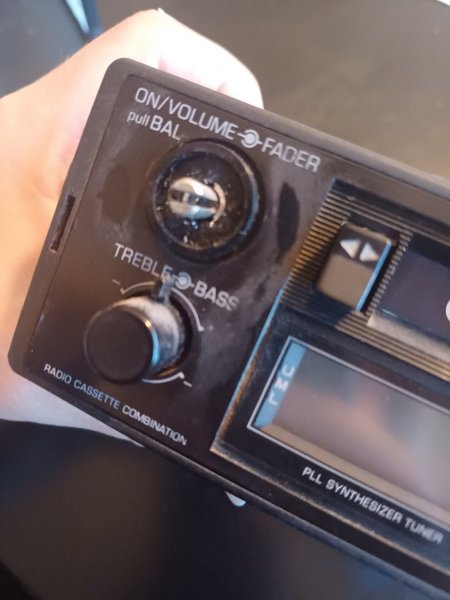 ON/VOLUME FADER
pull BAL
TREBLE BASS
RADIO CASSETTE COMBINATION
U
M
L
PLL SYNTHESIZER TUNER